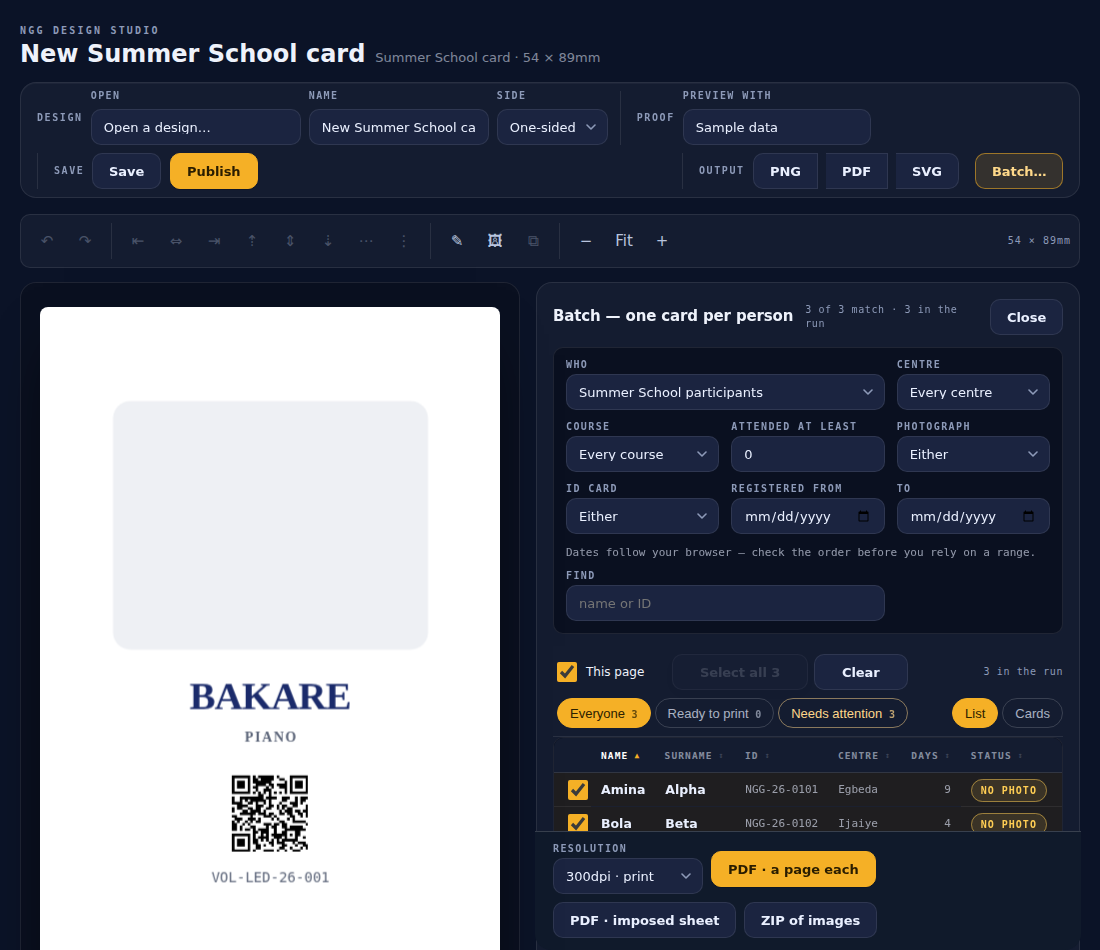 NGG DESIGN STUDIO
New Summer School card Summer School card · 54 × 89mm
OPEN NAME SIDE PREVIEW WITH
DESIGN Open a design… New Summer School ca One-sided PROOF Sample data
SAVE Save Publish OUTPUT PNG PDF SVG Batch…
Fit 54 × 89mm
Batch — one card per person 3 of 3 match · 3 in the run Close
WHO CENTRE
Summer School participants Every centre
COURSE ATTENDED AT LEAST PHOTOGRAPH
Every course 0 Either
ID CARD REGISTERED FROM TO
Either mm/dd/yyyy mm/dd/yyyy
Dates follow your browser — check the order before you rely on a range.
FIND
name or ID
This page Select all 3 Clear 3 in the run
Everyone 3 Ready to print 0 Needs attention 3 List Cards
NAME SURNAME ID CENTRE DAYS STATUS
Amina Alpha NGG-26-0101 Egbeda 9 NO PHOTO
Bola Beta NGG-26-0102 Ijaiye 4 NO PHOTO
RESOLUTION
300dpi · print PDF · a page each
PDF · imposed sheet ZIP of images
BAKARE
PIANO
VOL-LED-26-001